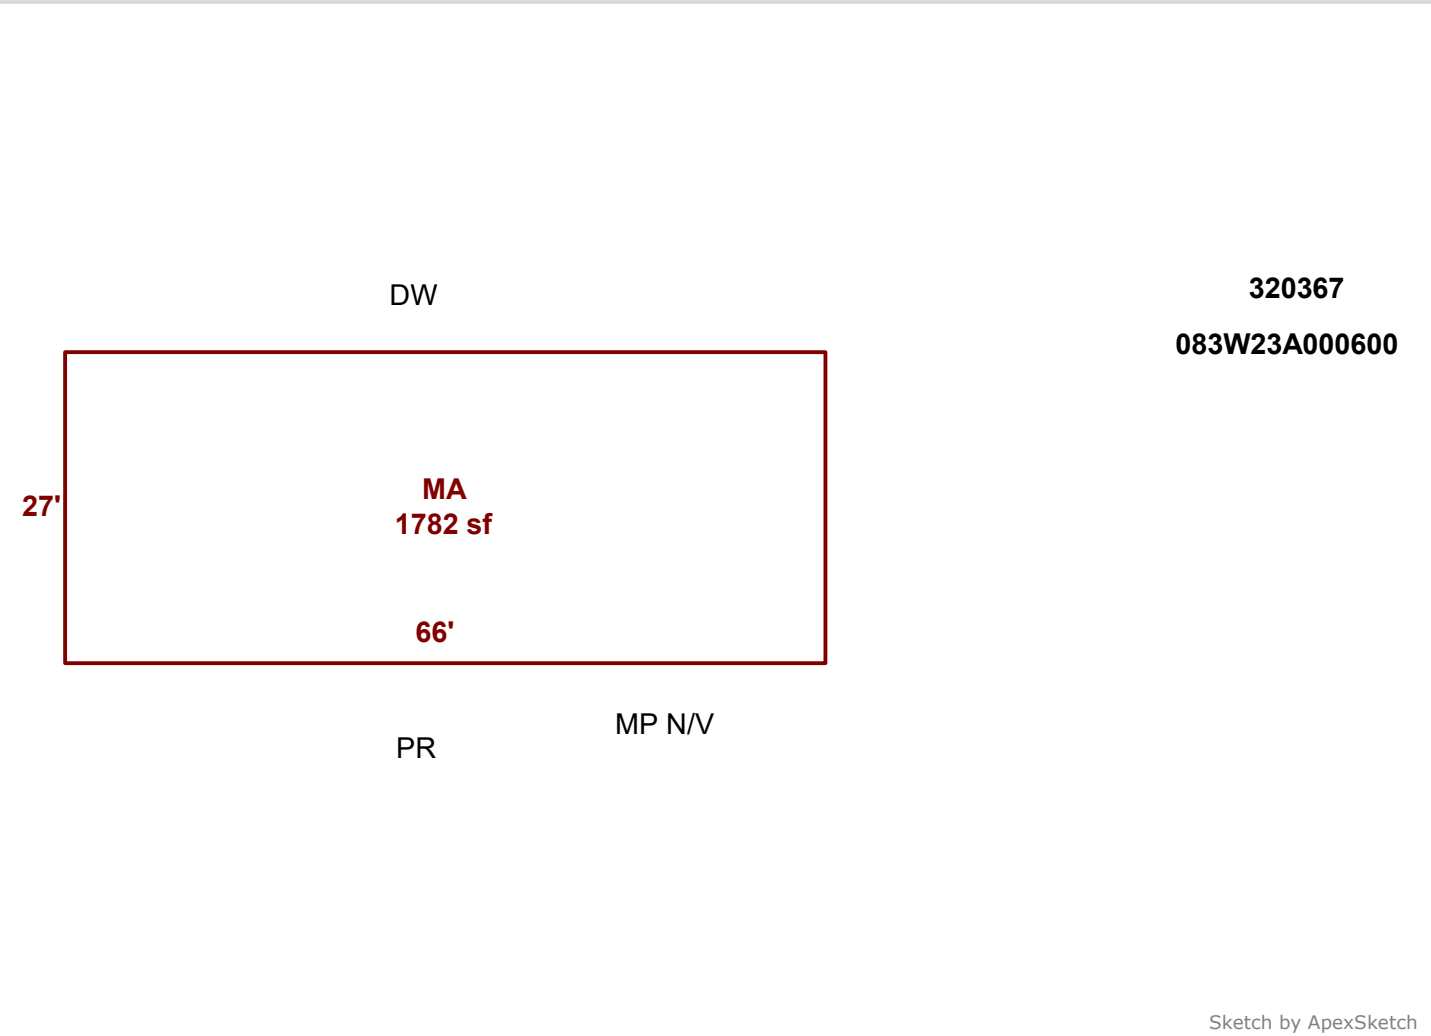 DW
320367
083W23A000600
27'
MA
1782 sf
66'
MP N/V
PR
Sketch by ApexSketch